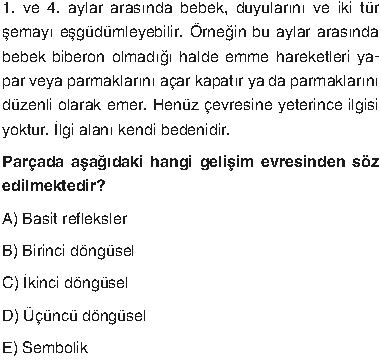 1. ve 4. aylar arasında bebek, duyularını ve iki tür
şemayı eşgüdümleyebilir. Örneğin bu aylar arasında
bebek biberon olmadığı halde emme hareketleri ya-
par veya parmaklarını açar kapatır ya da parmaklarını
düzenli olarak emer. Henüz çevresine yeterince ilgisi
yoktur. İlgi alanı kendi bedenidir.
Parçada aşağıdaki hangi gelişim evresinden söz
edilmektedir?
A) Basit refleksler
B) Birinci döngüsel
C) İkinci döngüsel
D) Üçüncü döngüsel
E) Sembolik